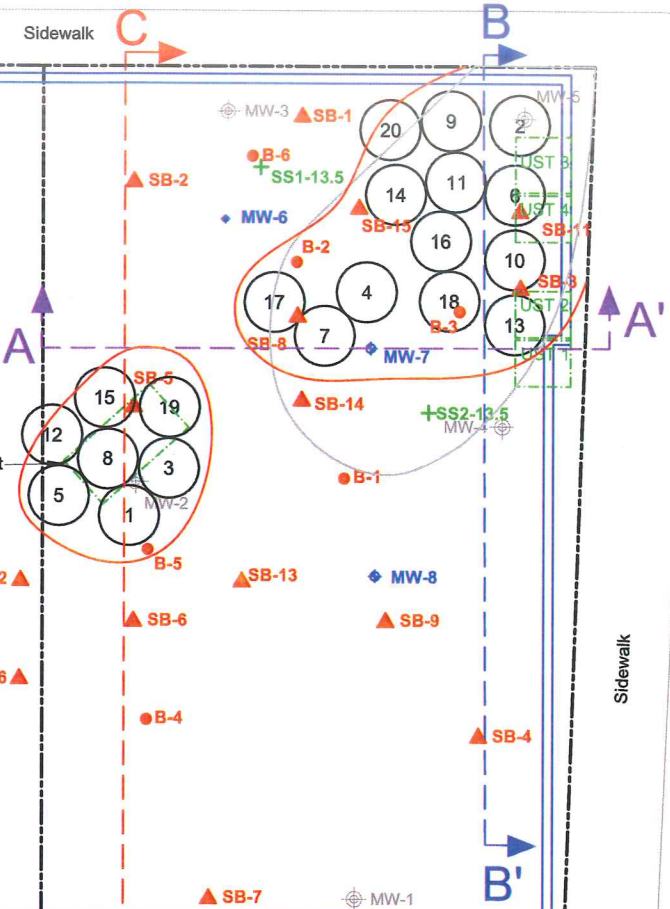 Sidewalk
C
B
MW-3
SB-1
MW-5
20
9
2
B-6
SS1-13.5
UST 3
SB-2
14
11
6
UST 4
MW-6
SB-15
SB-11
16
B-2
10
4
SB-3
17
18
UST 2
B-3
13
SB-8
7
A
MW-7
UST 1
A'
15
SB-5
19
SB-14
SS2-13.5
MW-4
12
8
3
t
B-1
5
MW-2
1
B-5
2
SB-13
MW-8
SB-6
SB-9
6
Sidewalk
B-4
SB-4
B'
SB-7
MW-1